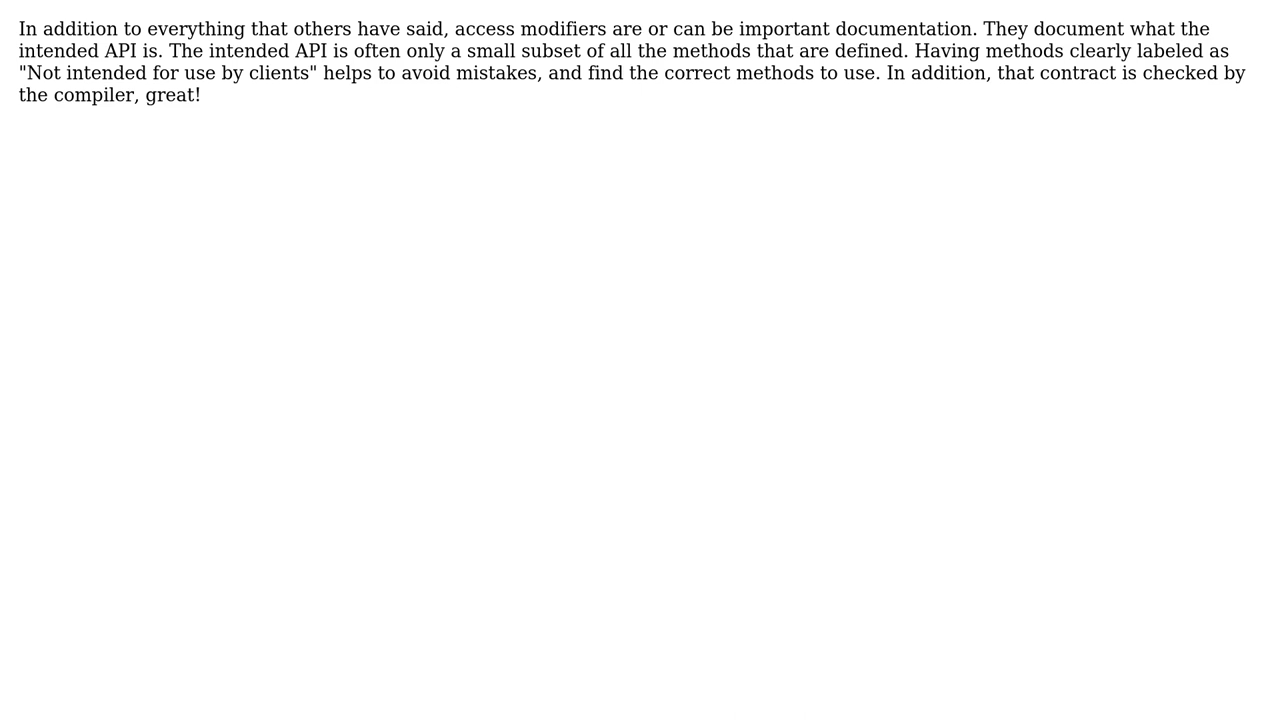 In addition to everything that others have said, access modifiers are or can be important documentation. They document what the
intended API is. The intended API is often only a small subset of all the methods that are defined. Having methods clearly labeled as
"Not intended for use by clients" helps to avoid mistakes, and find the correct methods to use. In addition, that contract is checked by
the compiler, great!